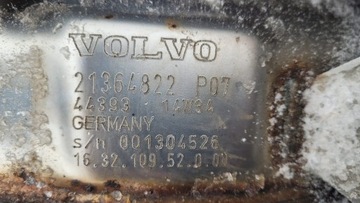 VOLVO
21364822 P07
GERMANY
s/n 001304526
16.32.109.52.0.00